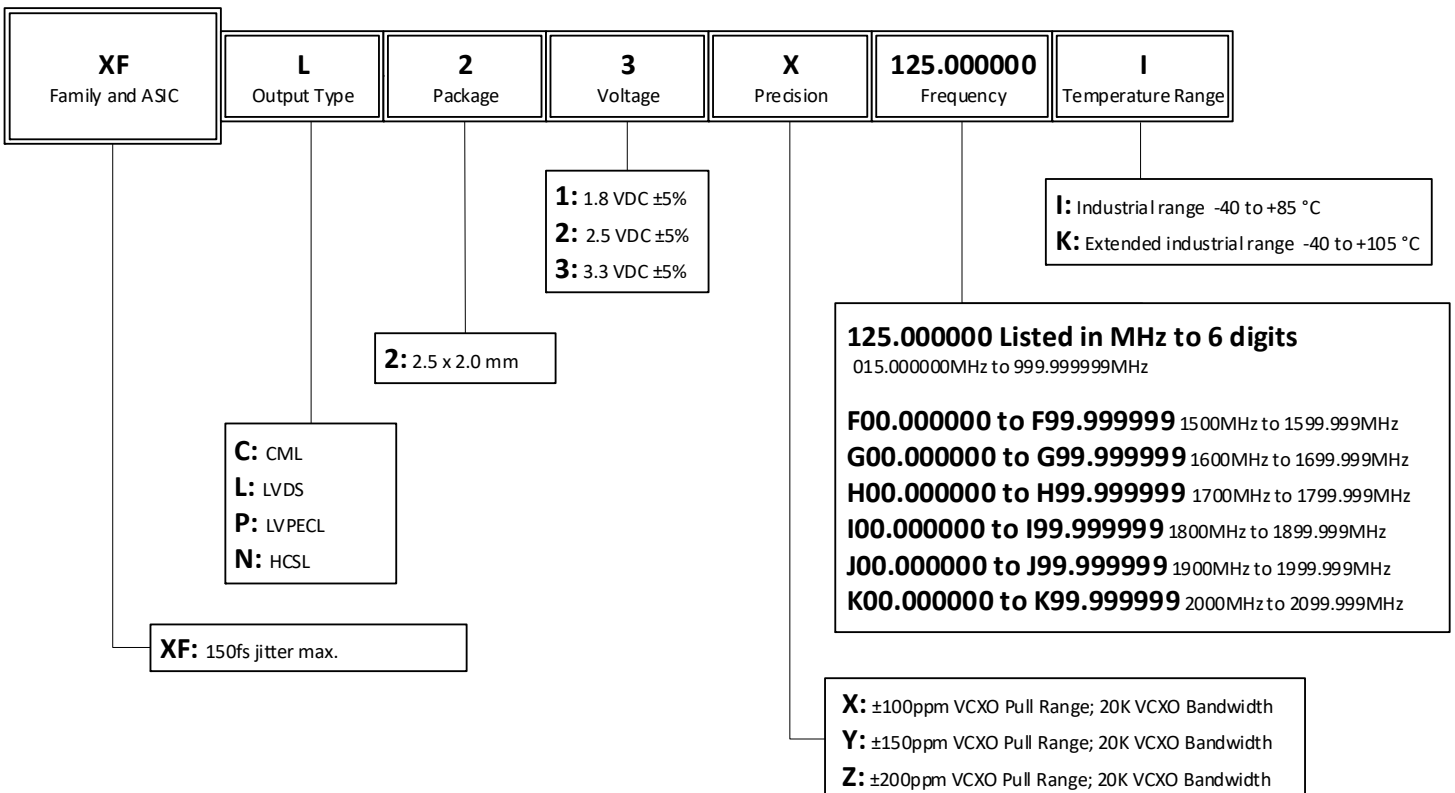 XF
Family and ASIC
L
Output Type
2
Package
3
Voltage
X
Precision
125.000000
Frequency
I
Temperature Range
1: 1.8 VDC ±5%
2: 2.5 VDC ±5%
3: 3.3 VDC ±5%
I: Industrial range -40 to +85 °C
K: Extended industrial range -40 to +105 °C
2: 2.5 x 2.0 mm
125.000000 Listed in MHz to 6 digits
015.000000MHz to 999.999999MHz
F00.000000 to F99.999999 1500MHz to 1599.999MHz
G00.000000 to G99.999999 1600MHz to 1699.999MHz
H00.000000 to H99.999999 1700MHz to 1799.999MHz
I00.000000 to I99.999999 1800MHz to 1899.999MHz
J00.000000 to J99.999999 1900MHz to 1999.999MHz
K00.000000 to K99.999999 2000MHz to 2099.999MHz
C: CML
L: LVDS
P: LVPECL
N: HCSL
XF: 150fs jitter max.
X: ±100ppm VCXO Pull Range; 20K VCXO Bandwidth
Y: ±150ppm VCXO Pull Range; 20K VCXO Bandwidth
Z: ±200ppm VCXO Pull Range; 20K VCXO Bandwidth